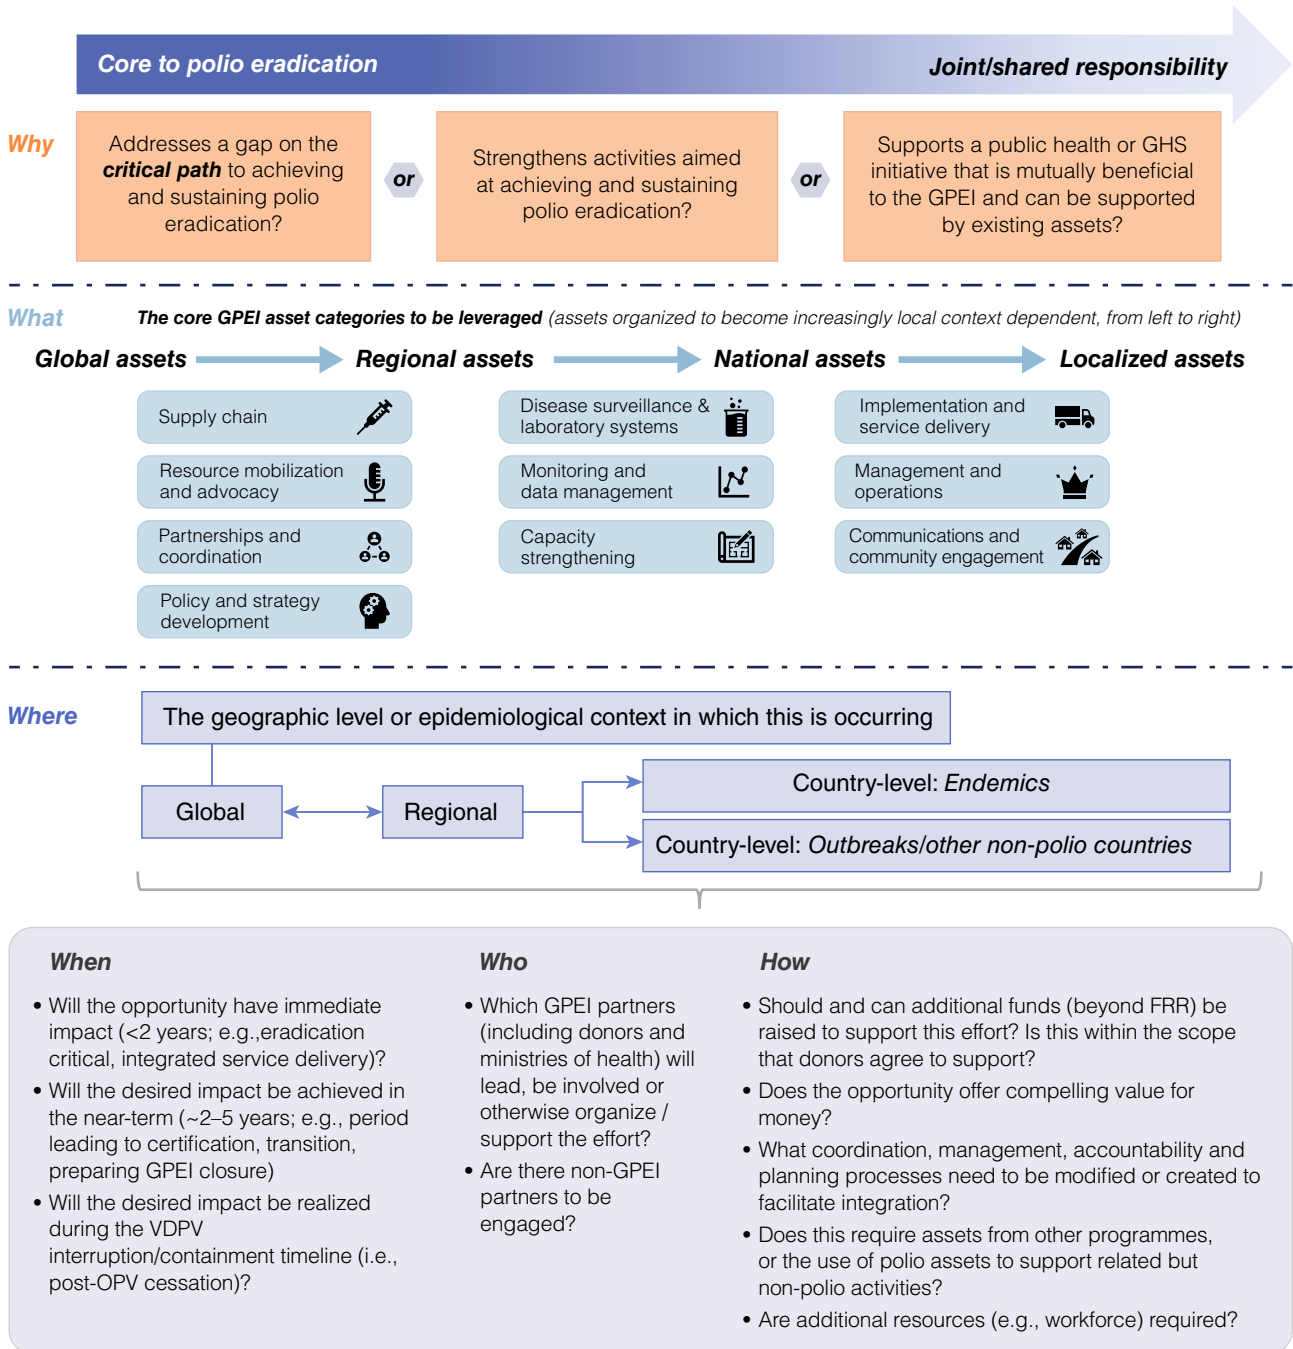 Core to polio eradication
Joint/shared responsibility
Why
Addresses a gap on the
critical path to achieving
and sustaining polio
eradication?
or
Strengthens activities aimed
at achieving and sustaining
polio eradication?
or
Supports a public health or GHS
initiative that is mutually beneficial
to the GPEI and can be supported
by existing assets?
What
The core GPEI asset categories to be leveraged (assets organized to become increasingly local context dependent, from left to right)
Global assets
Regional assets
National assets
Localized assets
Supply chain
Resource mobilization
and advocacy
Partnerships and
coordination
Policy and strategy
development
Disease surveillance &
laboratory systems
Monitoring and
data management
Capacity
strengthening
Implementation and
service delivery
Management and
operations
Communications and
community engagement
Where
The geographic level or epidemiological context in which this is occurring
Global
Regional
Country-level: Endemics
Country-level: Outbreaks/other non-polio countries
When
• Will the opportunity have immediate
impact (<2 years; e.g.,eradication
critical, integrated service delivery)?
• Will the desired impact be achieved in
the near-term (~2–5 years; e.g., period
leading to certification, transition,
preparing GPEI closure)
• Will the desired impact be realized
during the VDPV
interruption/containment timeline (i.e.,
post-OPV cessation)?
Who
• Which GPEI partners
(including donors and
ministries of health) will
lead, be involved or
otherwise organize /
support the effort?
• Are there non-GPEI
partners to be
engaged?
How
• Should and can additional funds (beyond FRR) be
raised to support this effort? Is this within the scope
that donors agree to support?
• Does the opportunity offer compelling value for
money?
• What coordination, management, accountability and
planning processes need to be modified or created to
facilitate integration?
• Does this require assets from other programmes,
or the use of polio assets to support related but
non-polio activities?
• Are additional resources (e.g., workforce) required?